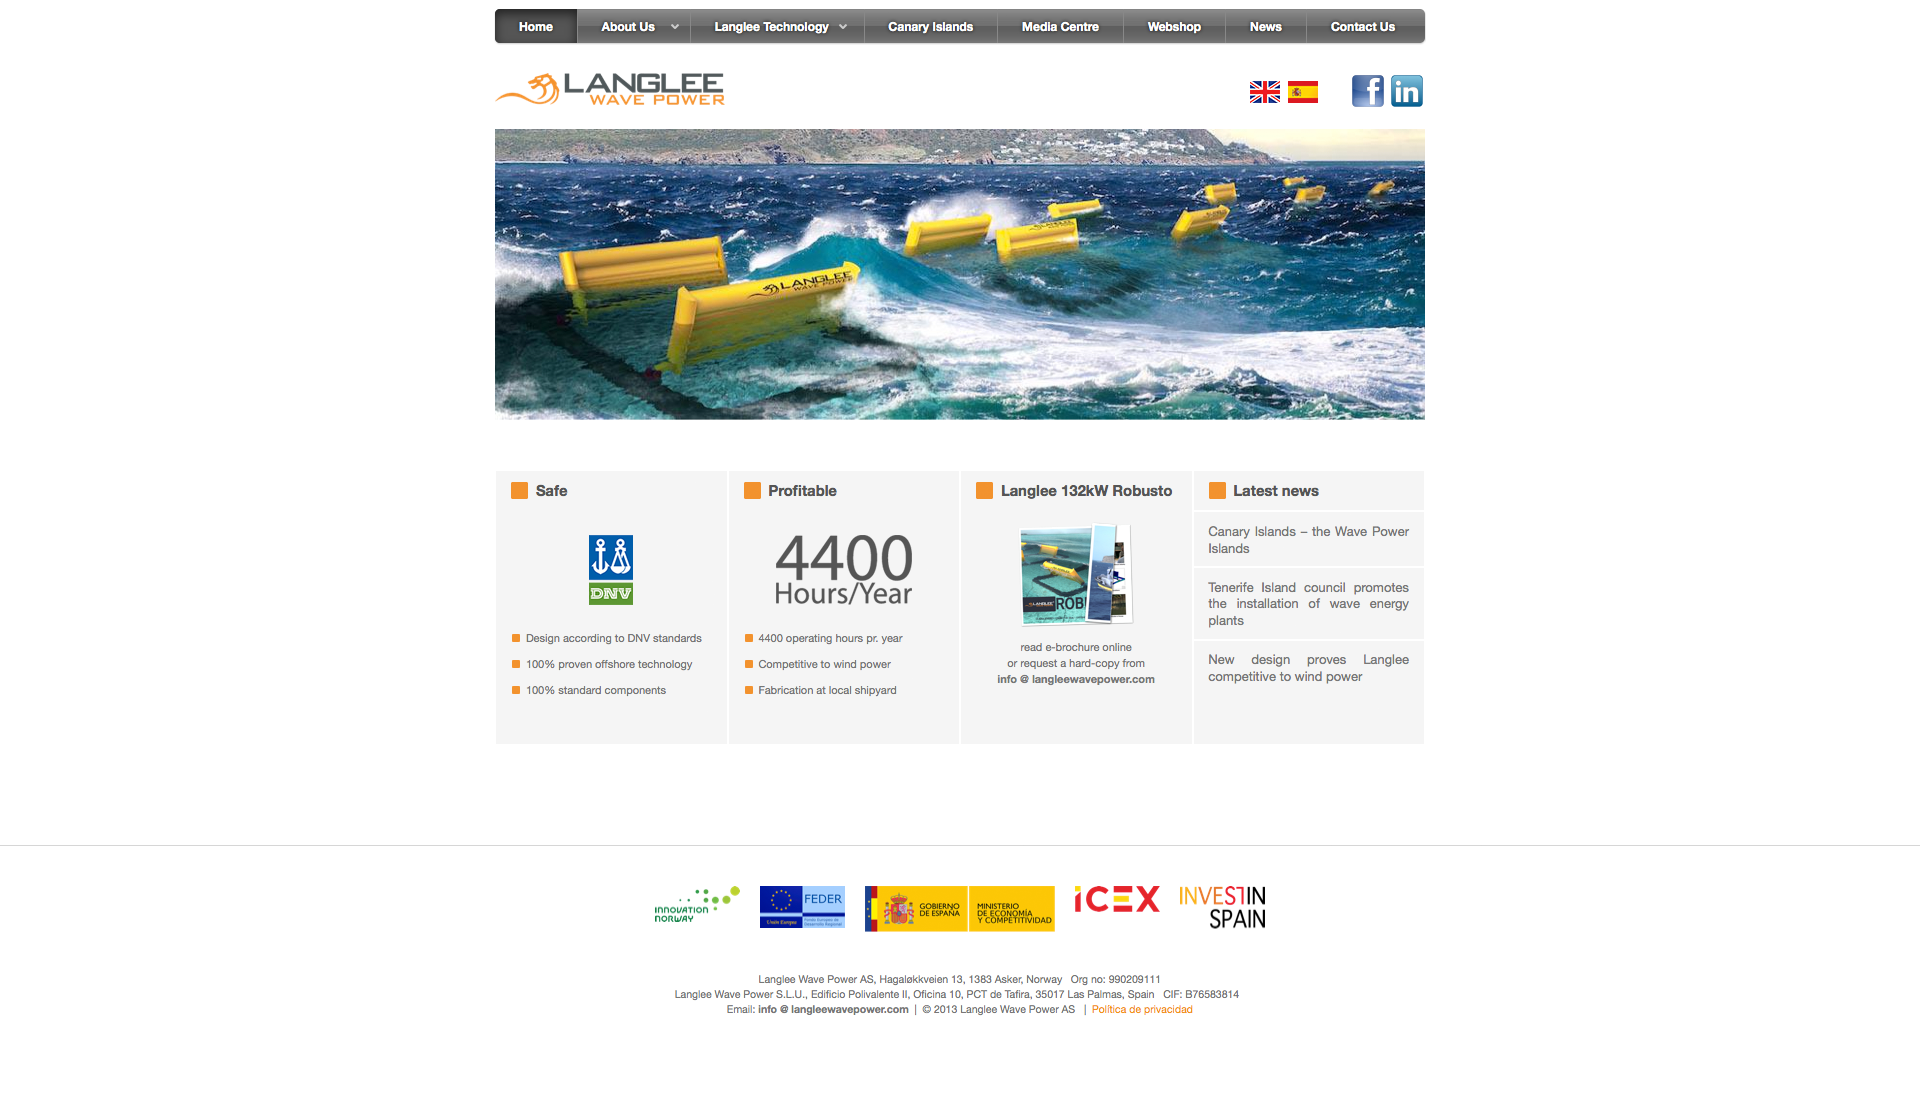 Home About Us Langlee Technology Canary Islands Media Centre Webshop News Contact Us
LANGLEE
WAVE POWER
f in
LANGLEE
WAVE POWER
Safe
DNV
Design according to DNV standards
100% proven offshore technology
100% standard components
Profitable
4400
Hours/Year
4400 operating hours pr. year
Competitive to wind power
Fabrication at local shipyard
Langlee 132kW Robusto
read e-brochure online
or request a hard-copy from
info @ langleewavepower.com
Latest news
Canary Islands – the Wave Power
Islands
Tenerife Island council promotes
the installation of wave energy
plants
New design proves Langlee
competitive to wind power
INNOVATION
NORWAY
FEDER
Unión Europea
GOBIERNO
DE ESPAÑA
MINISTERIO
DE ECONOMÍA
Y COMPETITIVIDAD
iCEX
INVEST IN
SPAIN
Langlee Wave Power AS, Hagaløkkveien 13, 1383 Asker, Norway Org no: 990209111
Langlee Wave Power S.L.U., Edificio Polivalente II, Oficina 10, PCT de Tafira, 35017 Las Palmas, Spain CIF: B76583814
Email: info @ langleewavepower.com | © 2013 Langlee Wave Power AS | Política de privacidad